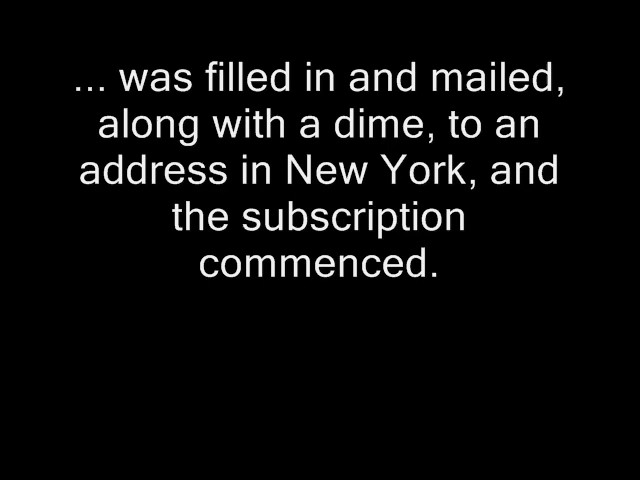 ... was filled in and mailed,
along with a dime, to an
address in New York, and
the subscription
commenced.